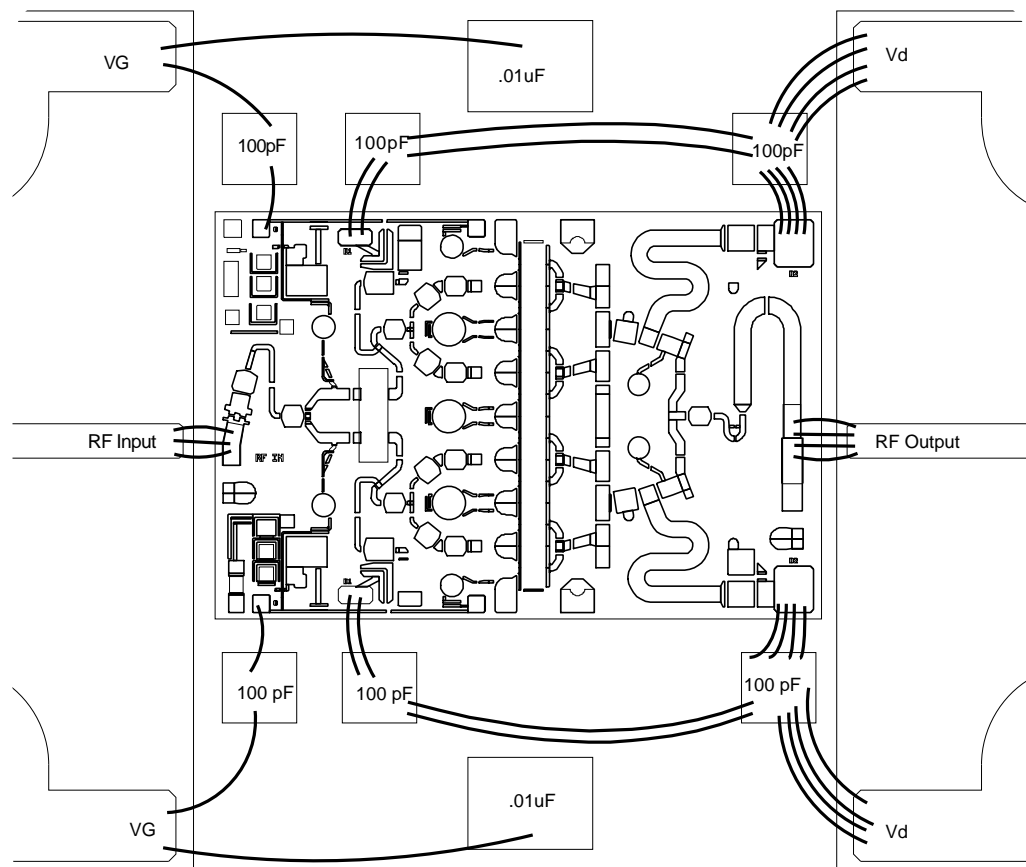 VG
.01uF
Vd
100pF
100pF
100pF
RF Input
RF Output
RF IN
100 pF
100 pF
100 pF
.01uF
VG
Vd